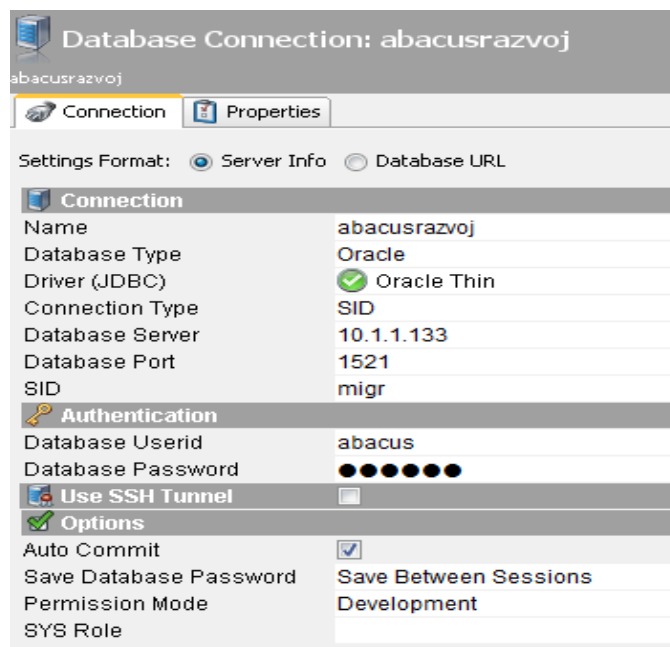 Database Connection: abacusrazvoj
abacusrazvoj
Connection Properties
Settings Format: Server Info Database URL
Connection
Name abacusrazvoj
Database Type Oracle
Driver (JDBC) Oracle Thin
Connection Type SID
Database Server 10.1.1.133
Database Port 1521
SID migr
Authentication
Database Userid abacus
Database Password ●●●●●●
Use SSH Tunnel
Options
Auto Commit
Save Database Password Save Between Sessions
Permission Mode Development
SYS Role